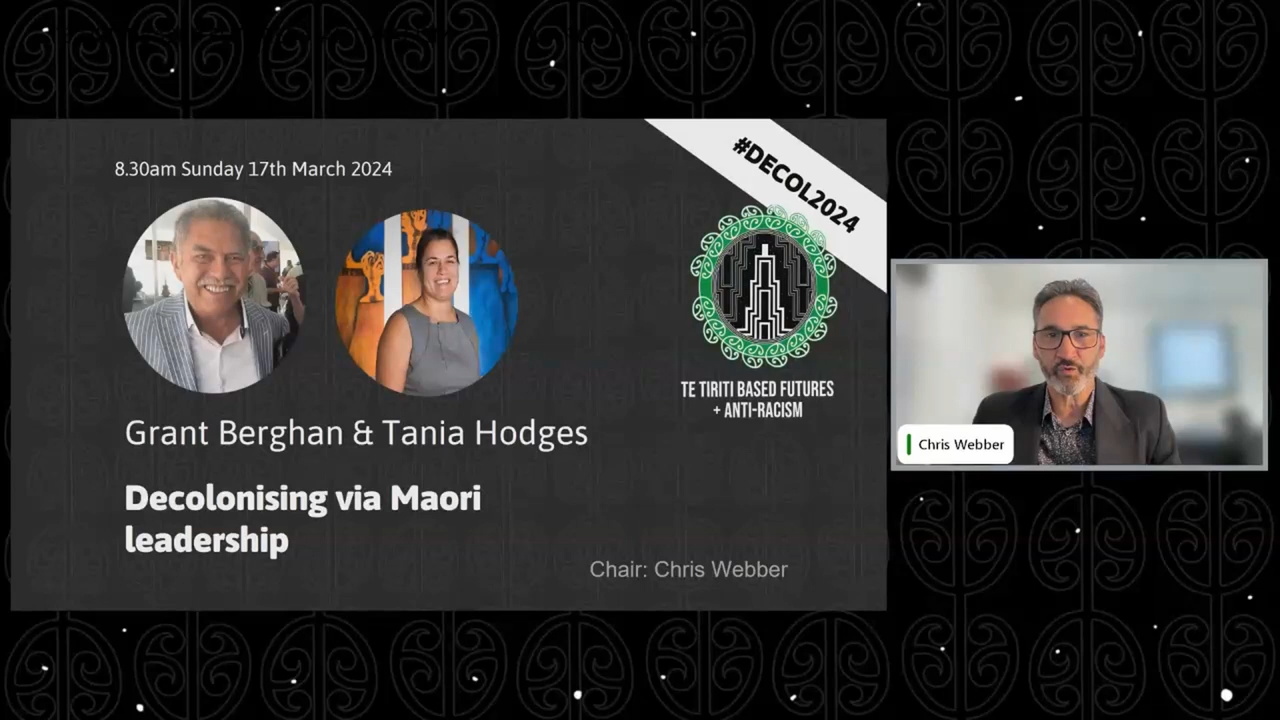 8.30am Sunday 17th March 2024
#DECOL2024
TE TIRITI BASED FUTURES
+ ANTI-RACISM
Grant Berghan & Tania Hodges
Decolonising via Maori
leadership
Chair: Chris Webber
Chris Webber